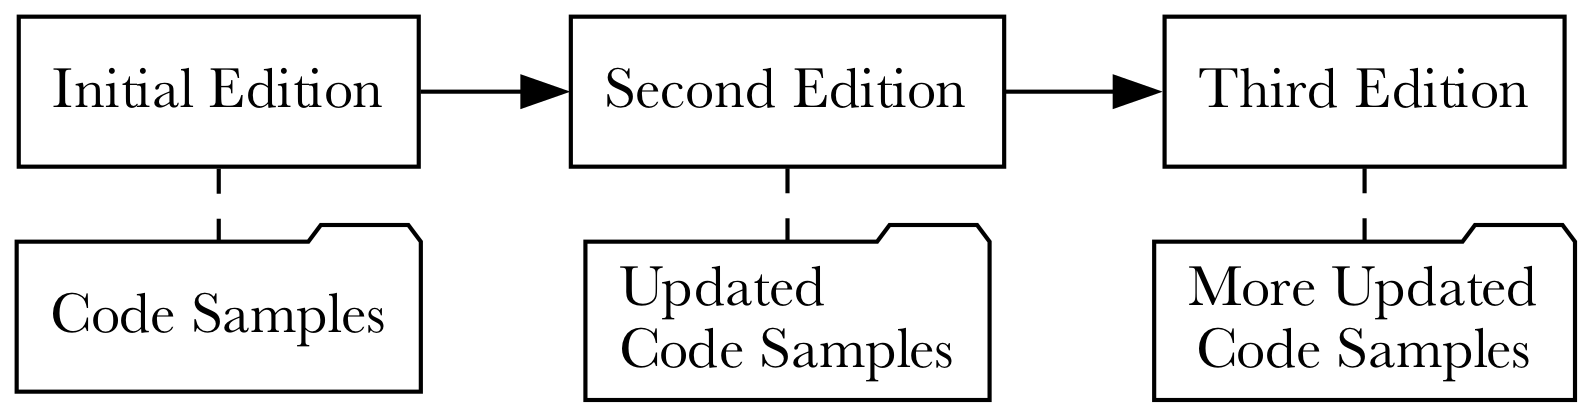 Initial Edition
Second Edition
Third Edition
Code Samples
Updated
Code Samples
More Updated
Code Samples